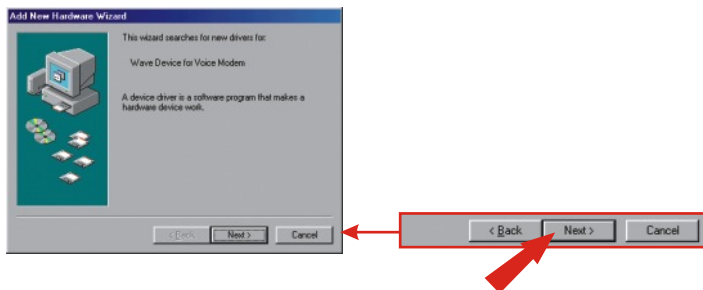 Add New Hardware Wizard
This wizard searches for new drivers for:
Wave Device for Voice Modem
A device driver is a software program that makes a
hardware device work.
< Back Next > Cancel
< Back Next > Cancel